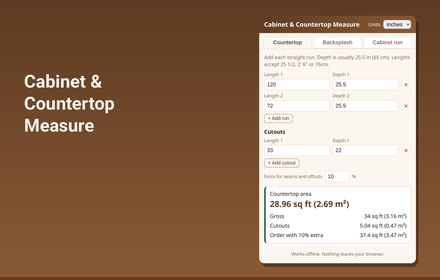 Cabinet & Countertop Measure
Units inches
Cabinet &
Countertop
Measure
Countertop Backsplash Cabinet run
Add each straight run. Depth is usually 25.5 in (65 cm). Lengths
accept 25 1/2, 2' 6" or 76cm.
Length 1 Depth 1
120 25.5 ×
Length 2 Depth 2
72 25.5 ×
+ Add run
Cutouts
Length 1 Depth 1
33 22 ×
+ Add cutout
Extra for seams and offcuts 10 %
Countertop area
28.96 sq ft (2.69 m²)
Gross 34 sq ft (3.16 m²)
Cutouts 5.04 sq ft (0.47 m²)
Order with 10% extra 37.4 sq ft (3.47 m²)
Works offline. Nothing leaves your browser.